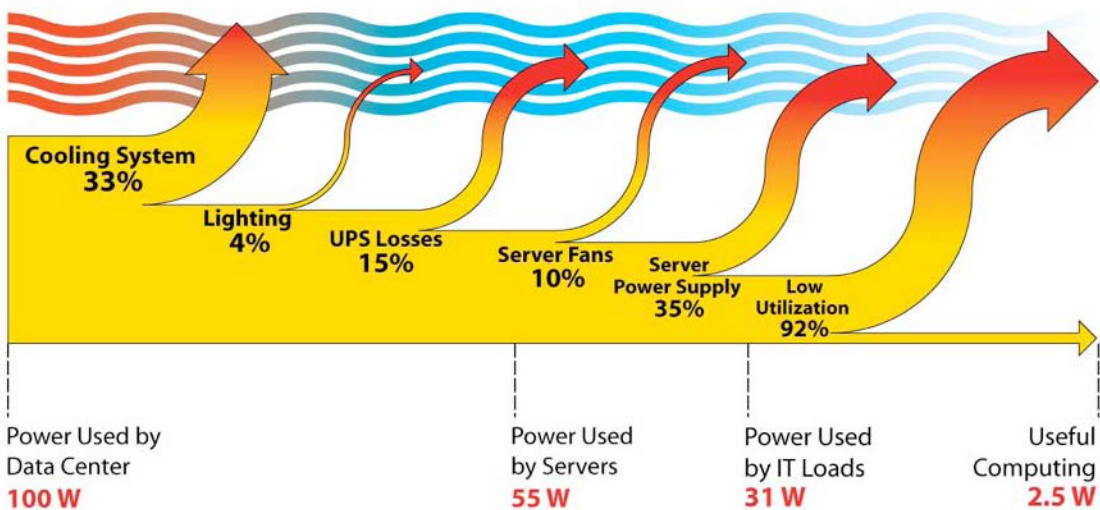 Cooling System
33%
Lighting
4%
UPS Losses
15%
Server Fans
10%
Server
Power Supply
35%
Low
Utilization
92%
Power Used by
Data Center
100 W
Power Used
by Servers
55 W
Power Used
by IT Loads
31 W
Useful
Computing
2.5 W